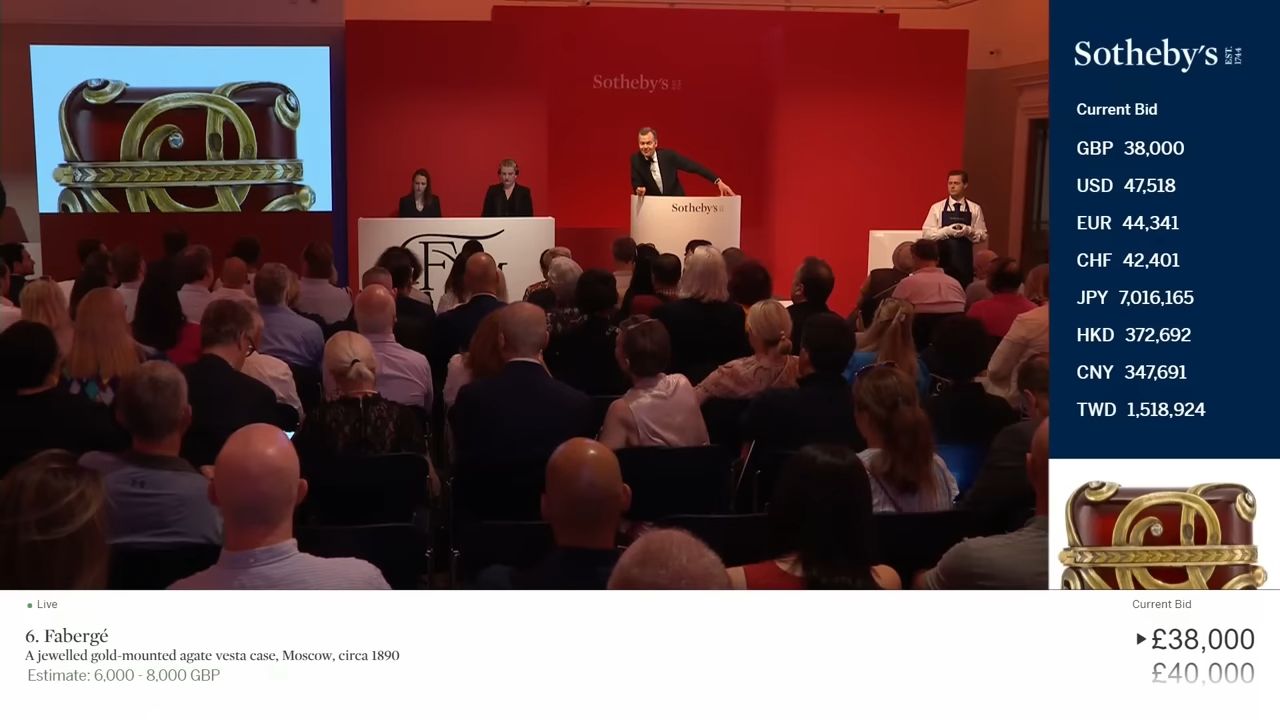 Sotheby's EST. 1744
Sotheby's
Sotheby's
F
Current Bid
GBP 38,000
USD 47,518
EUR 44,341
CHF 42,401
JPY 7,016,165
HKD 372,692
CNY 347,691
TWD 1,518,924
Live
Current Bid
6. Fabergé
A jewelled gold-mounted agate vesta case, Moscow, circa 1890
Estimate: 6,000 - 8,000 GBP
£38,000
£40,000